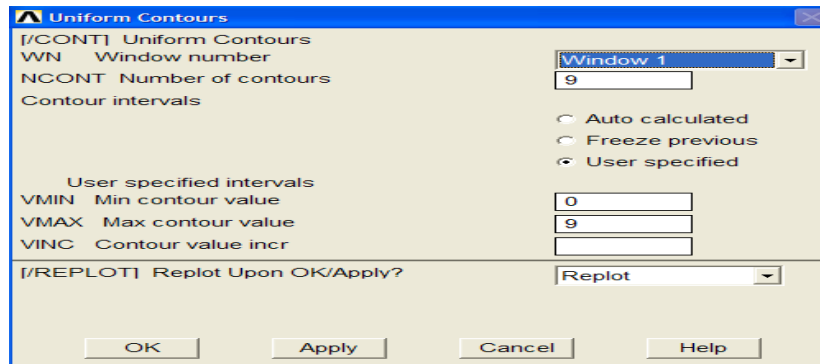 Uniform Contours
[/CONT] Uniform Contours
WN Window number Window 1
NCONT Number of contours 9
Contour intervals
Auto calculated
Freeze previous
User specified
User specified intervals
VMIN Min contour value 0
VMAX Max contour value 9
VINC Contour value incr
[/REPLOT] Replot Upon OK/Apply? Replot
OK Apply Cancel Help